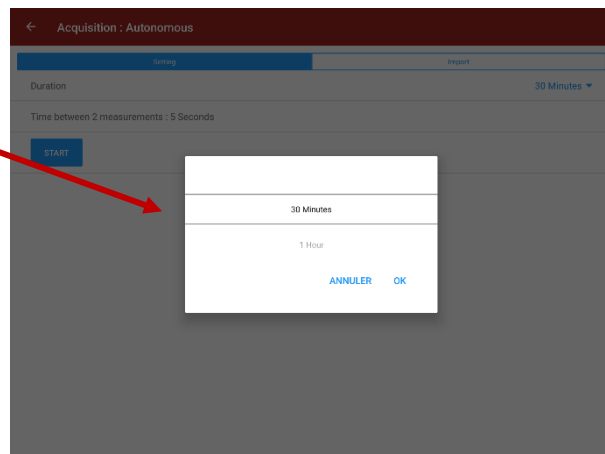 ← Acquisition : Autonomous
Setting Import
Duration 30 Minutes
Time between 2 measurements : 5 Seconds
START
30 Minutes
1 Hour
ANNULER OK